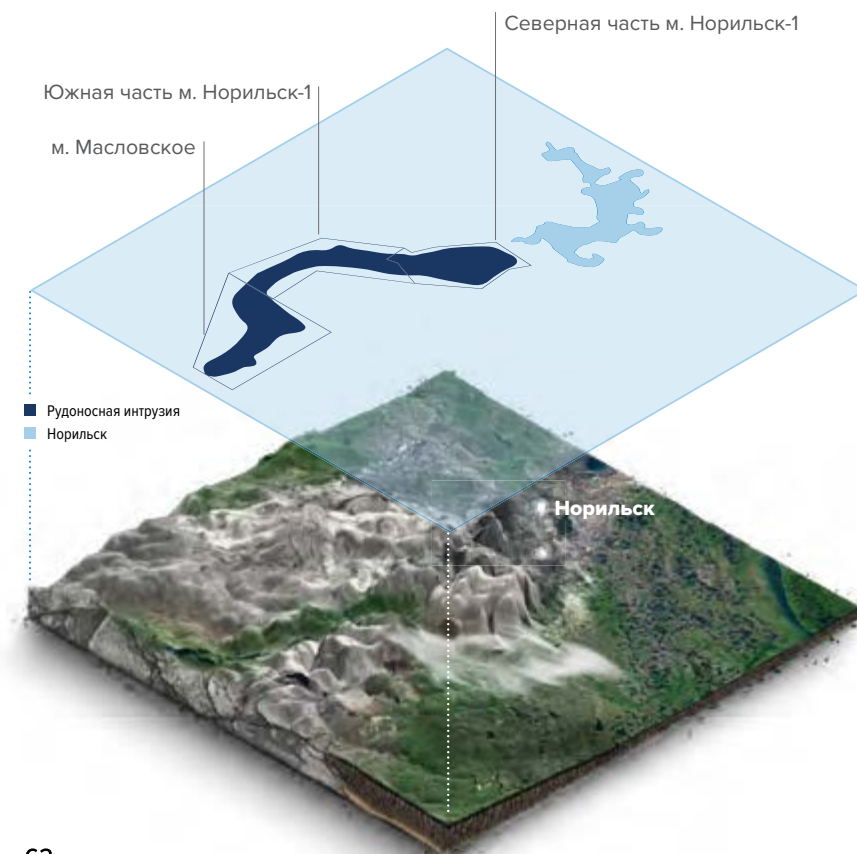 Северная часть м. Норильск-1
Южная часть м. Норильск-1
м. Масловское
Рудоносная интрузия
Норильск
Норильск